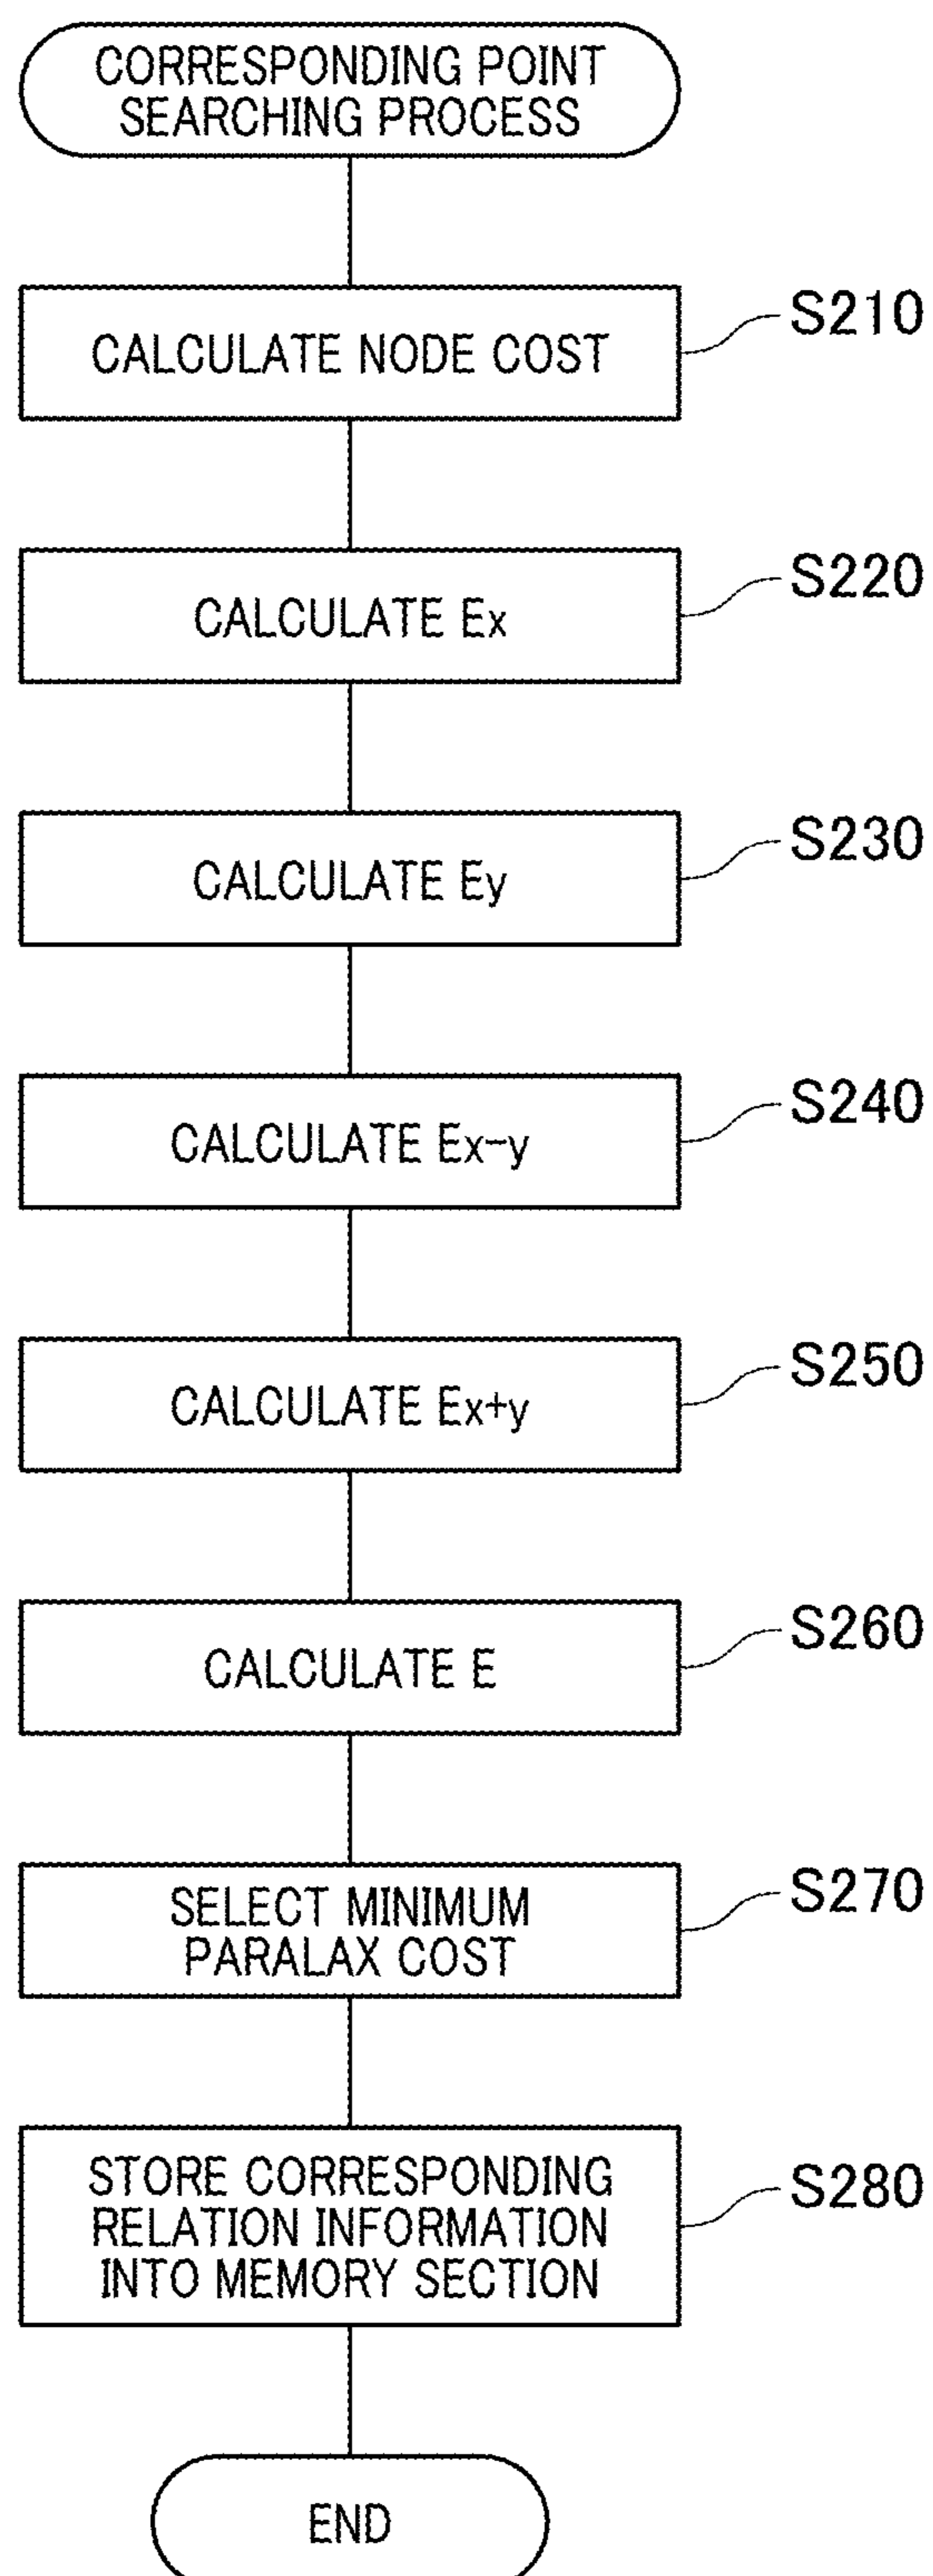 CORRESPONDING POINT
SEARCHING PROCESS
CALCULATE NODE COST
S210
CALCULATE Ex
S220
CALCULATE Ey
S230
CALCULATE Ex-y
S240
CALCULATE Ex+y
S250
CALCULATE E
S260
SELECT MINIMUM
PARALAX COST
S270
STORE CORRESPONDING
RELATION INFORMATION
INTO MEMORY SECTION
S280
END